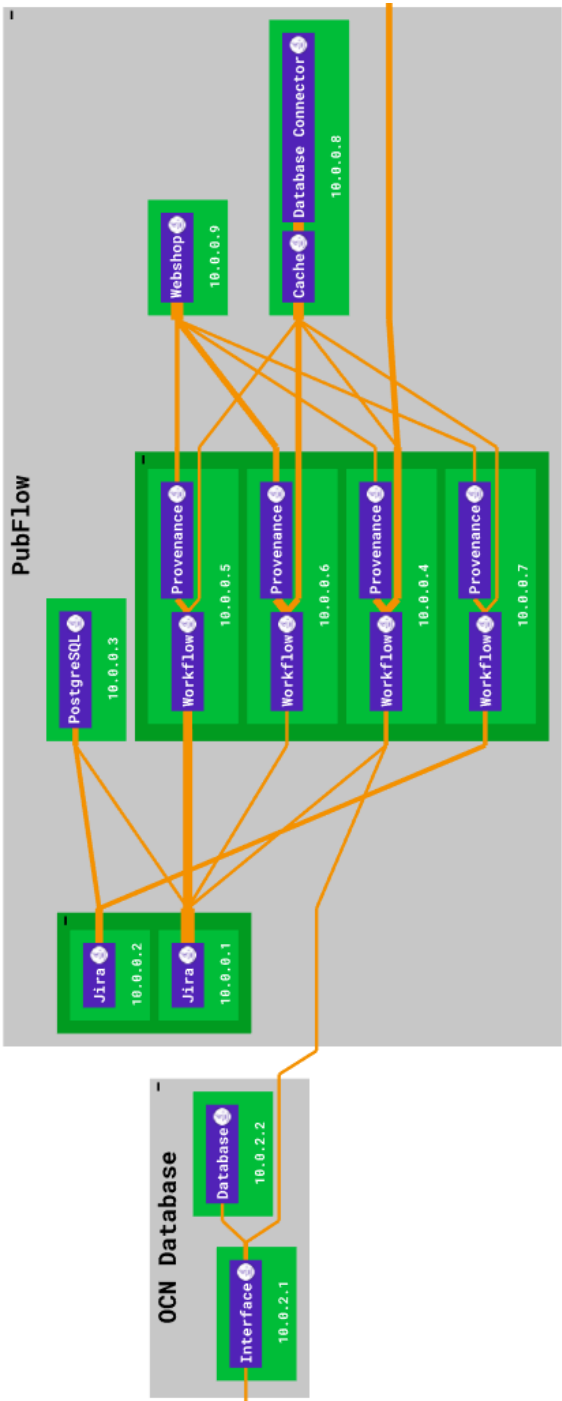 OCN Database
Interface
10.0.2.1
Database
10.0.2.2
PubFlow
Jira
10.0.0.2
Jira
10.0.0.1
PostgreSQL
10.0.0.3
Workflow
Provenance
10.0.0.5
Workflow
Provenance
10.0.0.6
Workflow
Provenance
10.0.0.4
Workflow
Provenance
10.0.0.7
Webshop
10.0.0.9
Cache
Database Connector
10.0.0.8